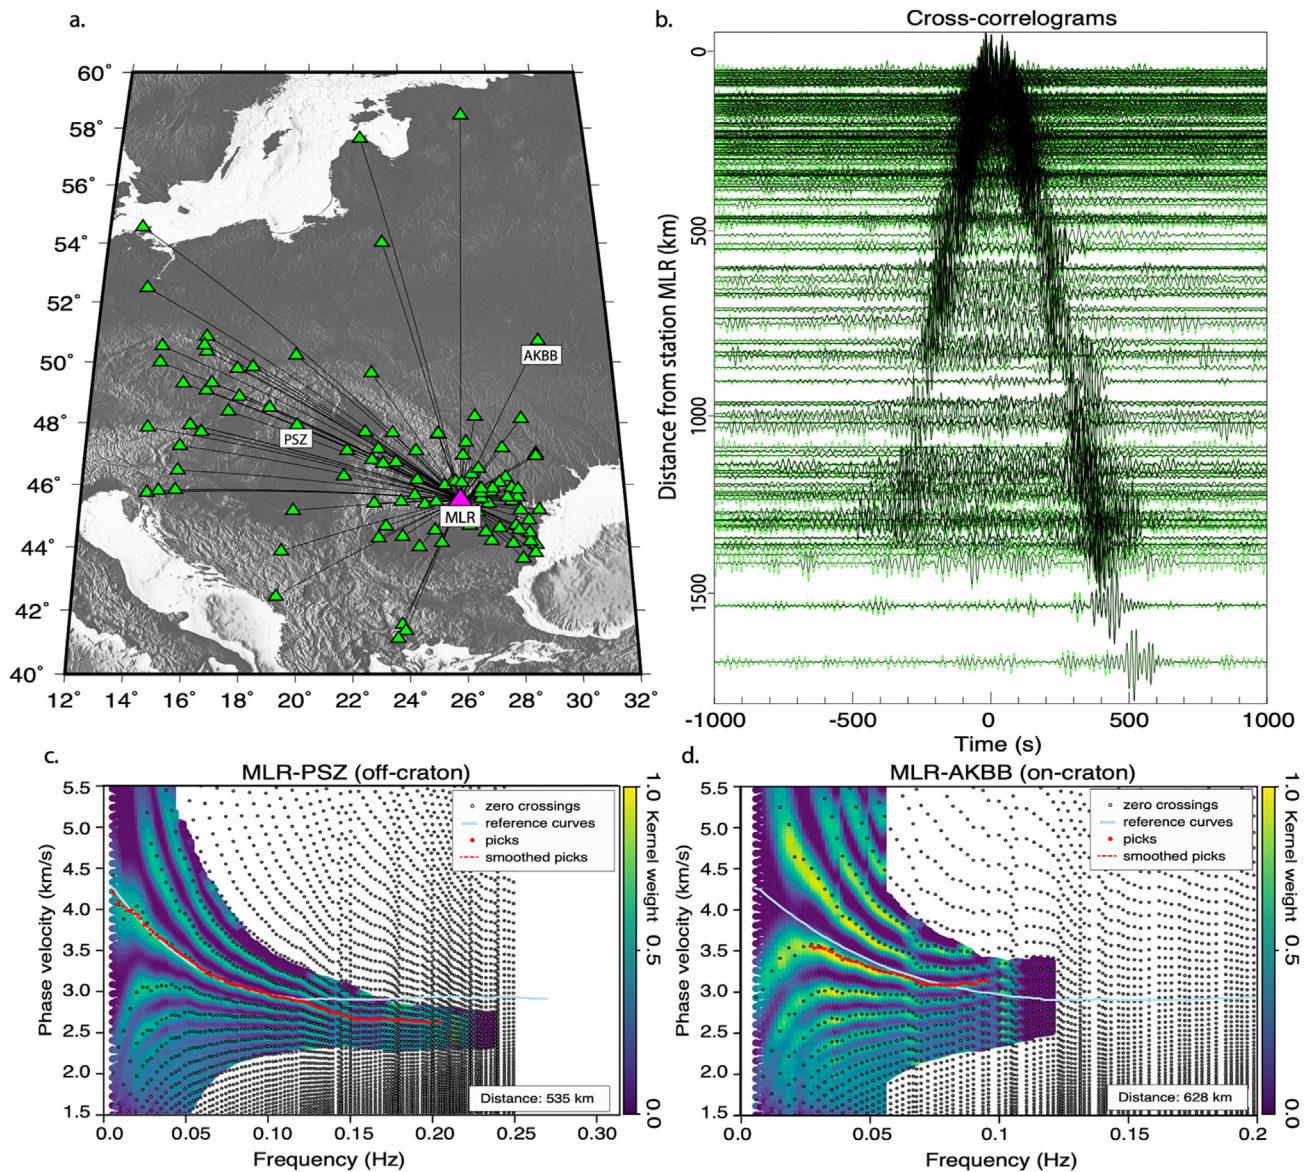 a.
60˚
58˚
56˚
54˚
52˚
50˚
48˚
46˚
44˚
42˚
40˚
12 14 16 18 20 22 24 26 28 30 32
AKBB
PSZ
MLR
b.
Cross-correlograms
Distance from station MLR (km)
0
500
1000
1500
-1000 -500 0 500 1000
Time (s)
c.
MLR-PSZ (off-craton)
Phase velocity (km/s)
5.5
5.0
4.5
4.0
3.5
3.0
2.5
2.0
1.5
zero crossings
reference curves
picks
smoothed picks
Distance: 535 km
0.0 0.05 0.10 0.15 0.20 0.25 0.30
Frequency (Hz)
0.0 0.5 Kernel weight 1.0
d.
MLR-AKBB (on-craton)
Phase velocity (km/s)
5.5
5.0
4.5
4.0
3.5
3.0
2.5
2.0
1.5
zero crossings
reference curves
picks
smoothed picks
Distance: 628 km
0.0 0.05 0.1 0.15 0.2
Frequency (Hz)
0.0 0.5 Kernel weight 1.0